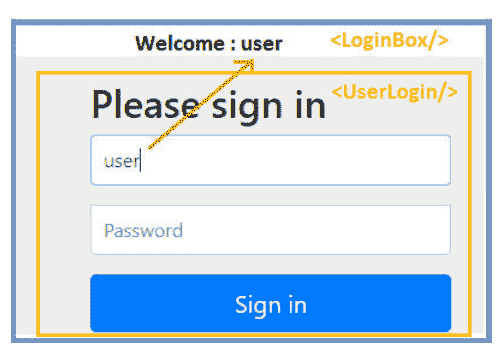 Welcome : user <LoginBox/>
Please sign in <UserLogin/>
user
Password
Sign in